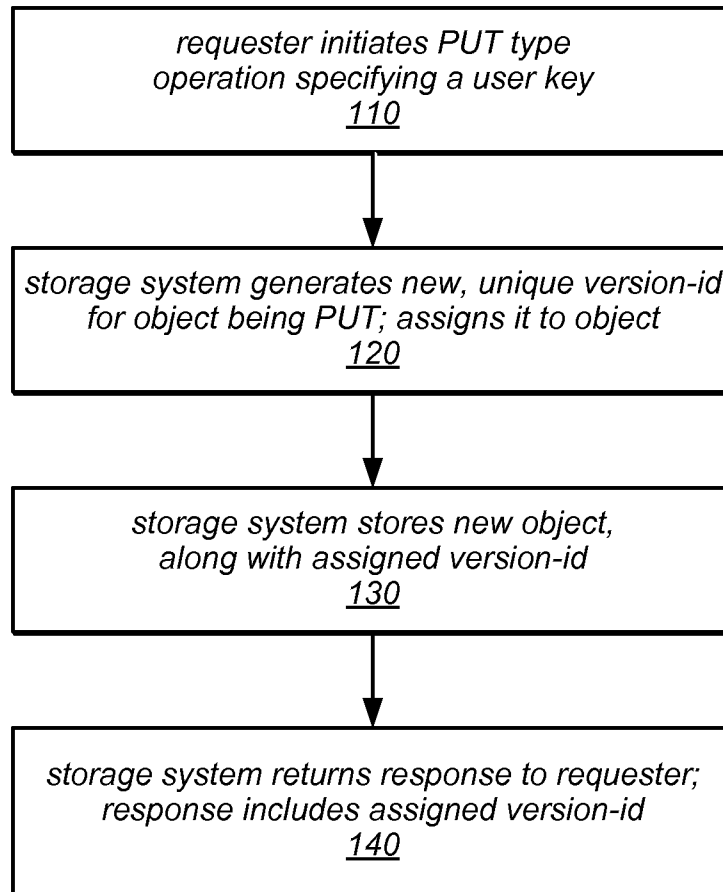 requester initiates PUT type
operation specifying a user key
110
storage system generates new, unique version-id
for object being PUT; assigns it to object
120
storage system stores new object,
along with assigned version-id
130
storage system returns response to requester;
response includes assigned version-id
140